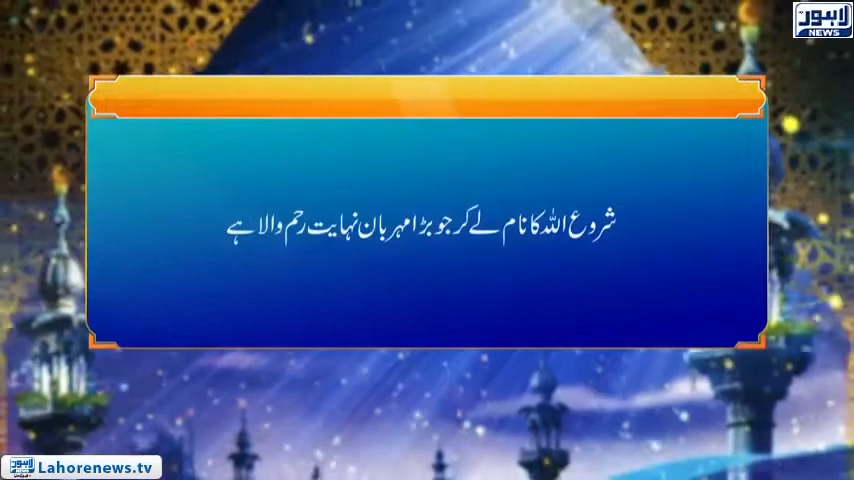 لاہور
NEWS
شروع اللہ کا نام لے کر جو بڑا مہربان نہایت رحم والا ہے
لاہور
Lahorenews.tv